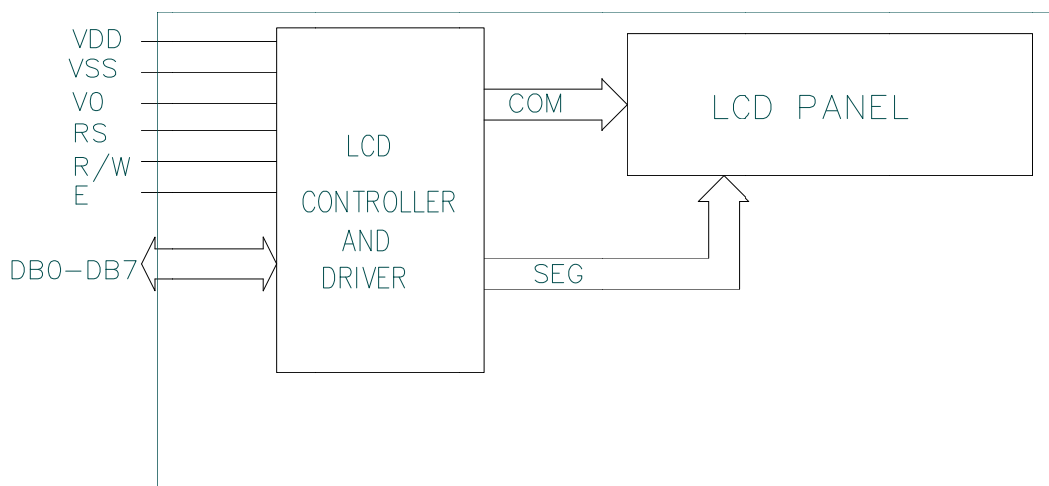 VDD
VSS
V0
RS
R/W
E
DB0-DB7
LCD
CONTROLLER
AND
DRIVER
COM
SEG
LCD PANEL